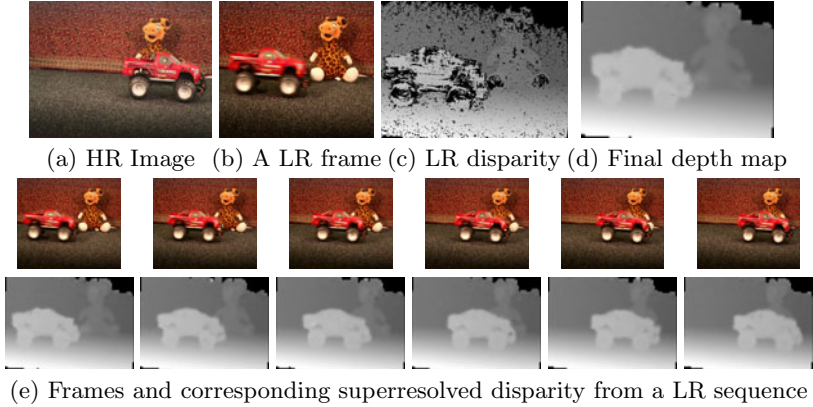 (a) HR Image (b) A LR frame (c) LR disparity (d) Final depth map
(e) Frames and corresponding superresolved disparity from a LR sequence